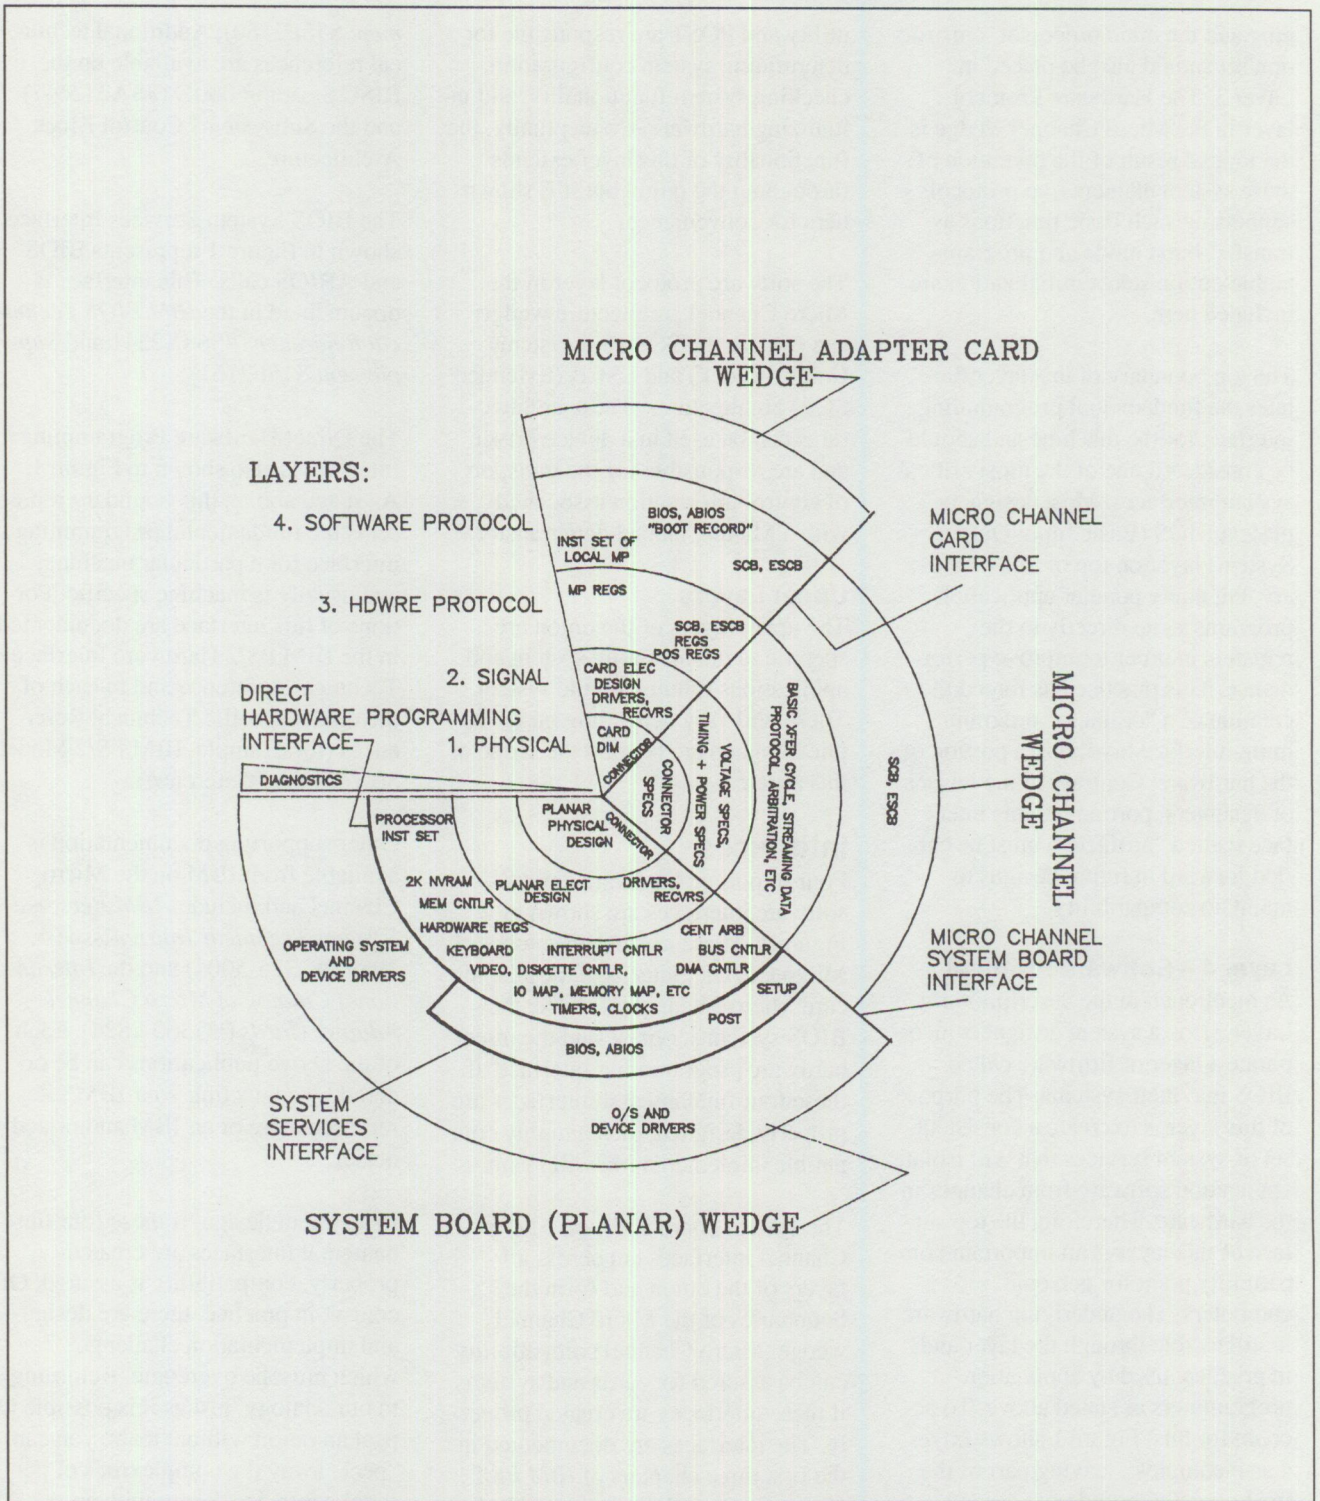 MICRO CHANNEL ADAPTER CARD
WEDGE
LAYERS:
4. SOFTWARE PROTOCOL
3. HDWRE PROTOCOL
2. SIGNAL
1. PHYSICAL
DIRECT
HARDWARE PROGRAMMING
INTERFACE
DIAGNOSTICS
BIOS, ABIOS
"BOOT RECORD"
INST SET OF
LOCAL MP
SCB, ESCB
MP REGS
SCB, ESCB
REGS
POS REGS
CARD ELEC
DESIGN
DRIVERS,
RECVRS
CARD
DIM
CONNECTOR
MICRO CHANNEL
CARD
INTERFACE
CONNECTOR
SPECS
VOLTAGE SPECS,
TIMING + POWER SPECS
BASIC XFER CYCLE, STREAMING DATA
PROTOCOL, ARBITRATION, ETC
SCB, ESCB
MICRO CHANNEL
WEDGE
MICRO CHANNEL
SYSTEM BOARD
INTERFACE
PLANAR
PHYSICAL
DESIGN
CONNECTOR
PROCESSOR
INST SET
2K NVRAM
MEM CNTLR
HARDWARE REGS
PLANAR ELECT
DESIGN
DRIVERS,
RECVRS
CENT ARB
KEYBOARD
INTERRUPT CNTLR
BUS CNTLR
VIDEO, DISKETTE CNTLR,
DMA CNTLR
IO MAP, MEMORY MAP, ETC
TIMERS, CLOCKS
SETUP
POST
BIOS, ABIOS
OPERATING SYSTEM
AND
DEVICE DRIVERS
O/S AND
DEVICE DRIVERS
SYSTEM
SERVICES
INTERFACE
SYSTEM BOARD (PLANAR) WEDGE